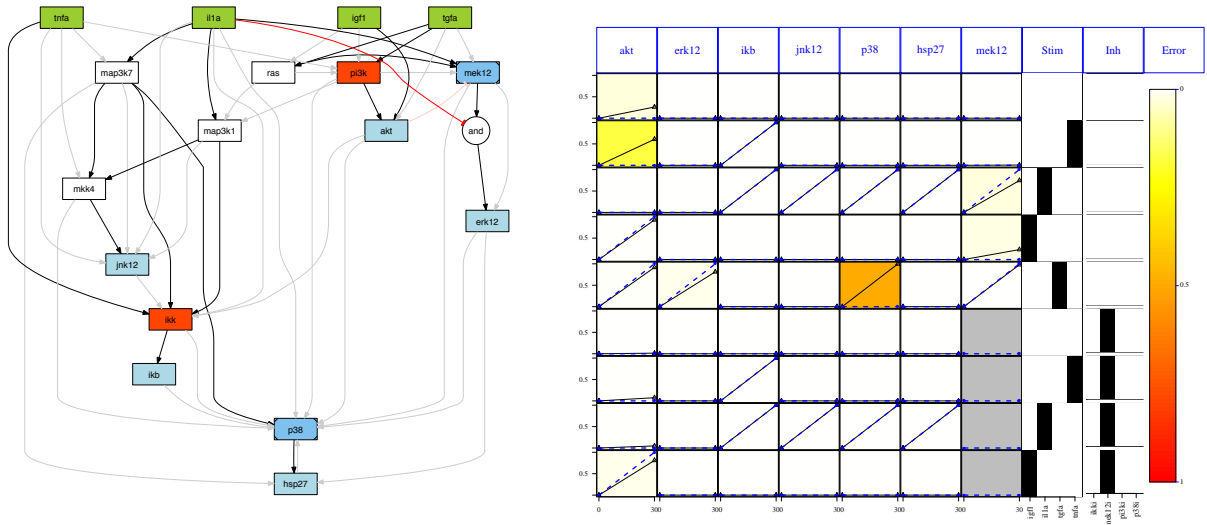 tnfa il1a igf1 tgfa
map3k7 ras pi3k mek12
map3k1 akt and
mkk4
erk12
jnk12
ikk
ikb
p38
hsp27
akt erk12 ikb jnk12 p38 hsp27 mek12 Stim Inh Error
0.5
0.5
0.5
0.5
0.5
0.5
0.5
0.5
0.5
0 300 300 300 300 300 300 30
igf1 il1a tgfa tnfa
ikki mek12i pi3ki p38i
0
0.5
1